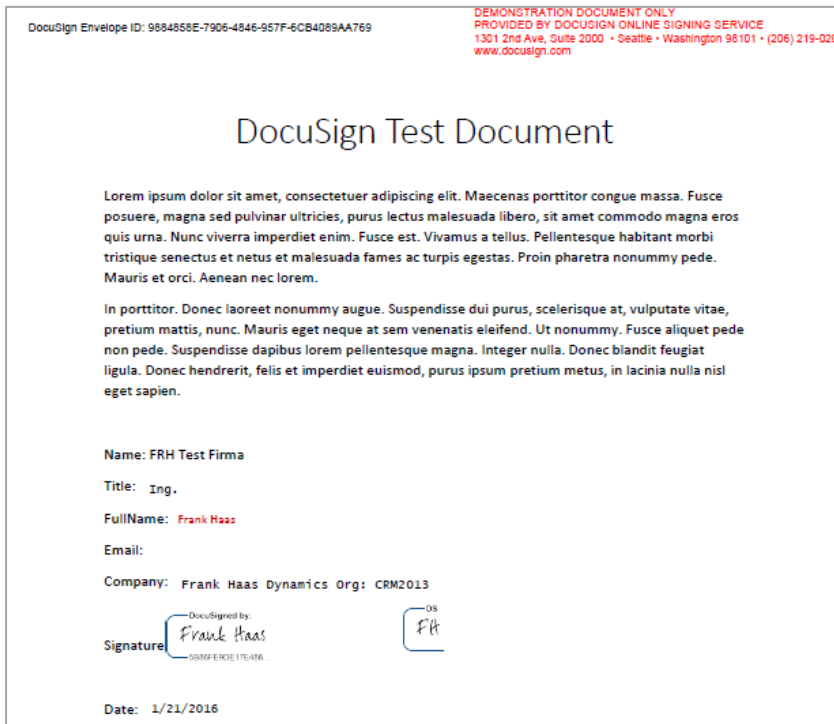 DocuSign Envelope ID: 9884858E-7906-4846-957F-6CB4089AA769
DEMONSTRATION DOCUMENT ONLY
PROVIDED BY DOCUSIGN ONLINE SIGNING SERVICE
1301 2nd Ave, Suite 2000 • Seattle • Washington 98101 • (206) 219-020
www.docusign.com
DocuSign Test Document
Lorem ipsum dolor sit amet, consectetuer adipiscing elit. Maecenas porttitor congue massa. Fusce
posuere, magna sed pulvinar ultricies, purus lectus malesuada libero, sit amet commodo magna eros
quis urna. Nunc viverra imperdiet enim. Fusce est. Vivamus a tellus. Pellentesque habitant morbi
tristique senectus et netus et malesuada fames ac turpis egestas. Proin pharetra nonummy pede.
Mauris et orci. Aenean nec lorem.
In porttitor. Donec laoreet nonummy augue. Suspendisse dui purus, scelerisque at, vulputate vitae,
pretium mattis, nunc. Mauris eget neque at sem venenatis eleifend. Ut nonummy. Fusce aliquet pede
non pede. Suspendisse dapibus lorem pellentesque magna. Integer nulla. Donec blandit feugiat
ligula. Donec hendrerit, felis et imperdiet euismod, purus ipsum pretium metus, in lacinia nulla nisl
eget sapien.
Name: FRH Test Firma
Title: Ing.
FullName: Frank Haas
Email:
Company: Frank Haas Dynamics Org: CRM2013
DocuSigned by:
DS
Signature Frank Haas
FH
Date: 1/21/2016